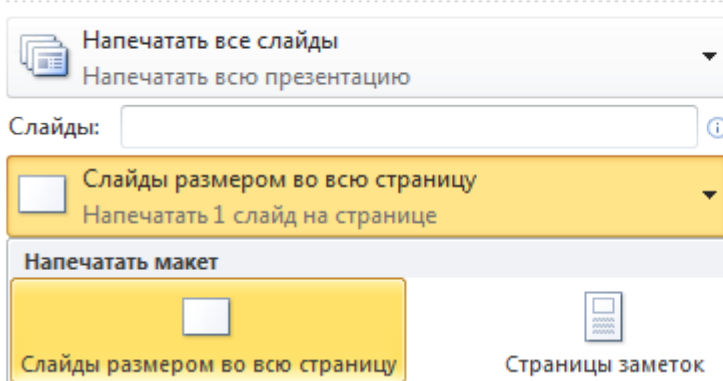 Напечатать все слайды
Напечатать всю презентацию
Слайды:
Слайды размером во всю страницу
Напечатать 1 слайд на странице
Напечатать макет
Слайды размером во всю страницу
Страницы заметок